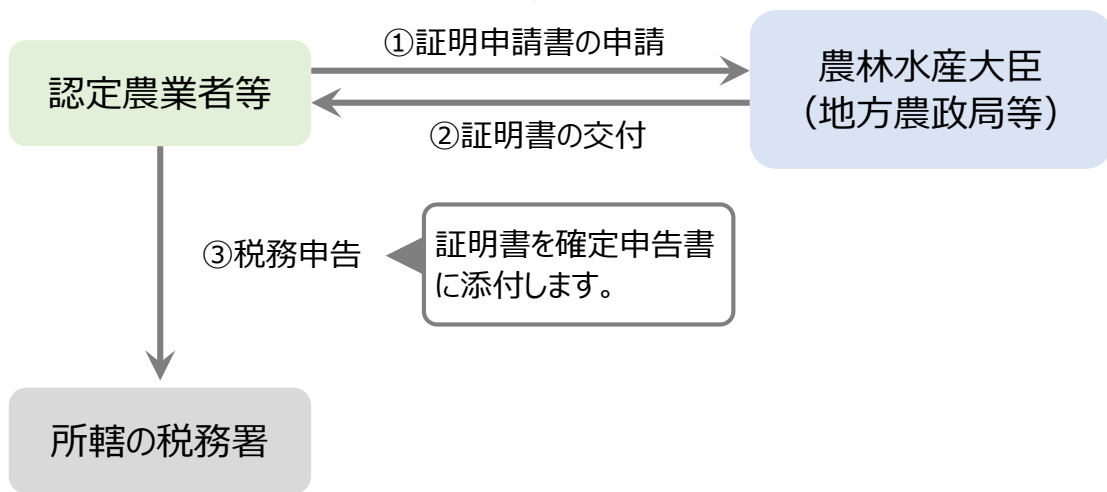 ①証明申請書の申請
認定農業者等
農林水産大臣
（地方農政局等）
②証明書の交付
③税務申告
証明書を確定申告書
に添付します。
所轄の税務署